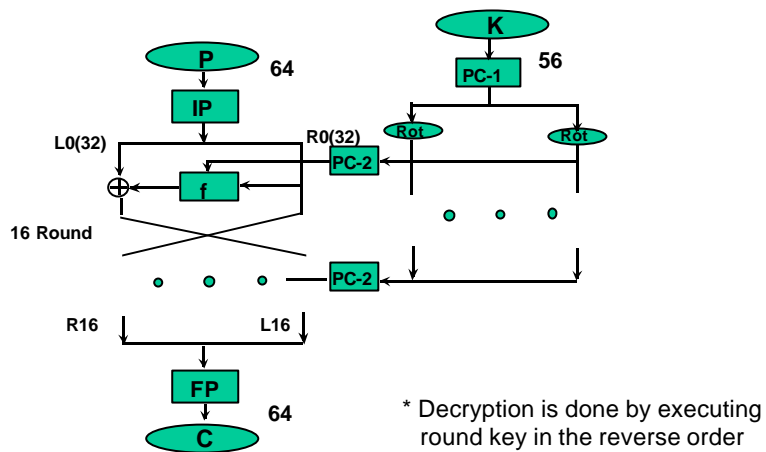 K
P
64
56
PC-1
IP
L0(32)
R0(32)
Rot
Rot
PC-2
f
16 Round
PC-2
R16
L16
FP
64
C
* Decryption is done by executing
round key in the reverse order